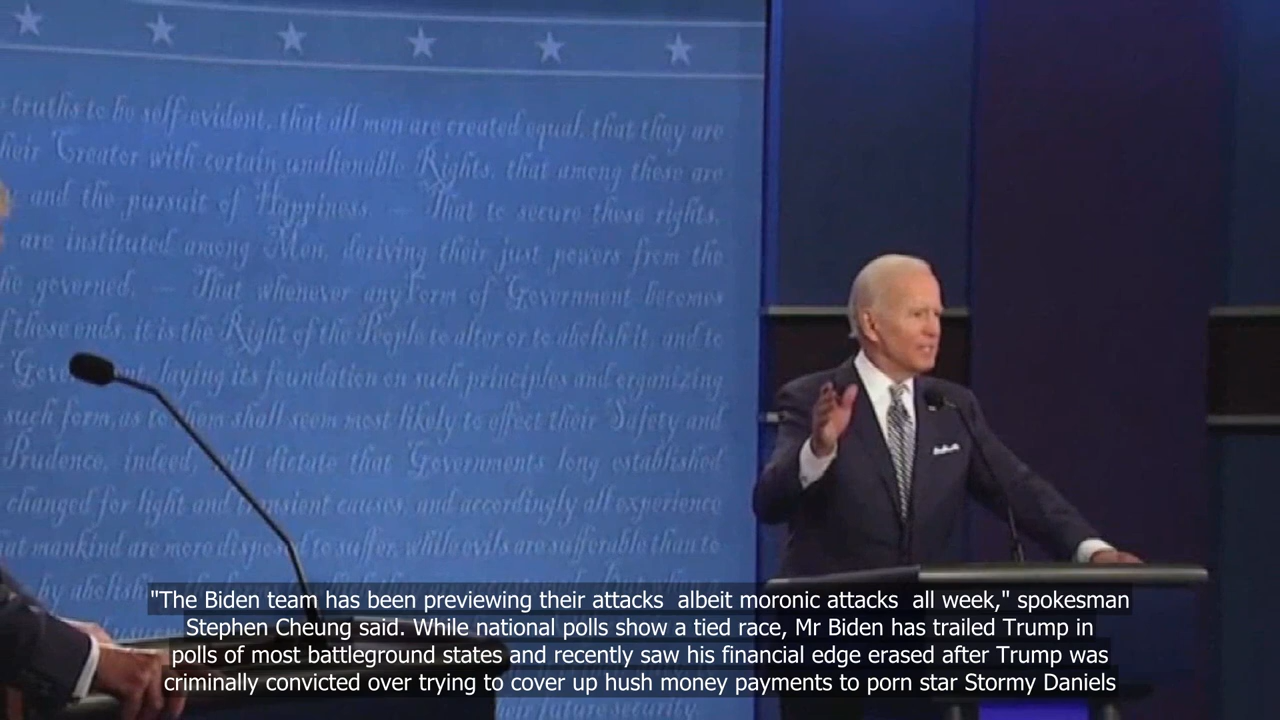 truths to be self-evident, that all men are created equal, that they are
their Creator with certain unalienable Rights, that among these are
and the pursuit of Happiness. — That to secure these rights,
are instituted among Men, deriving their just powers from the
he governed, — That whenever any Form of Government becomes
f these ends, it is the Right of the People to alter or to abolish it, and to
Gove nt, laying its foundation on such principles and organizing
such form, as to them shall seem most likely to effect their Safety and
Prudence, indeed, will dictate that Governments long established
changed for light and transient causes; and accordingly all experience
at mankind are more disposed to suffer, while evils are sufferable than to
by abolish
"The Biden team has been previewing their attacks albeit moronic attacks all week," spokesman
Stephen Cheung said. While national polls show a tied race, Mr Biden has trailed Trump in
polls of most battleground states and recently saw his financial edge erased after Trump was
criminally convicted over trying to cover up hush money payments to porn star Stormy Daniels
their future security.